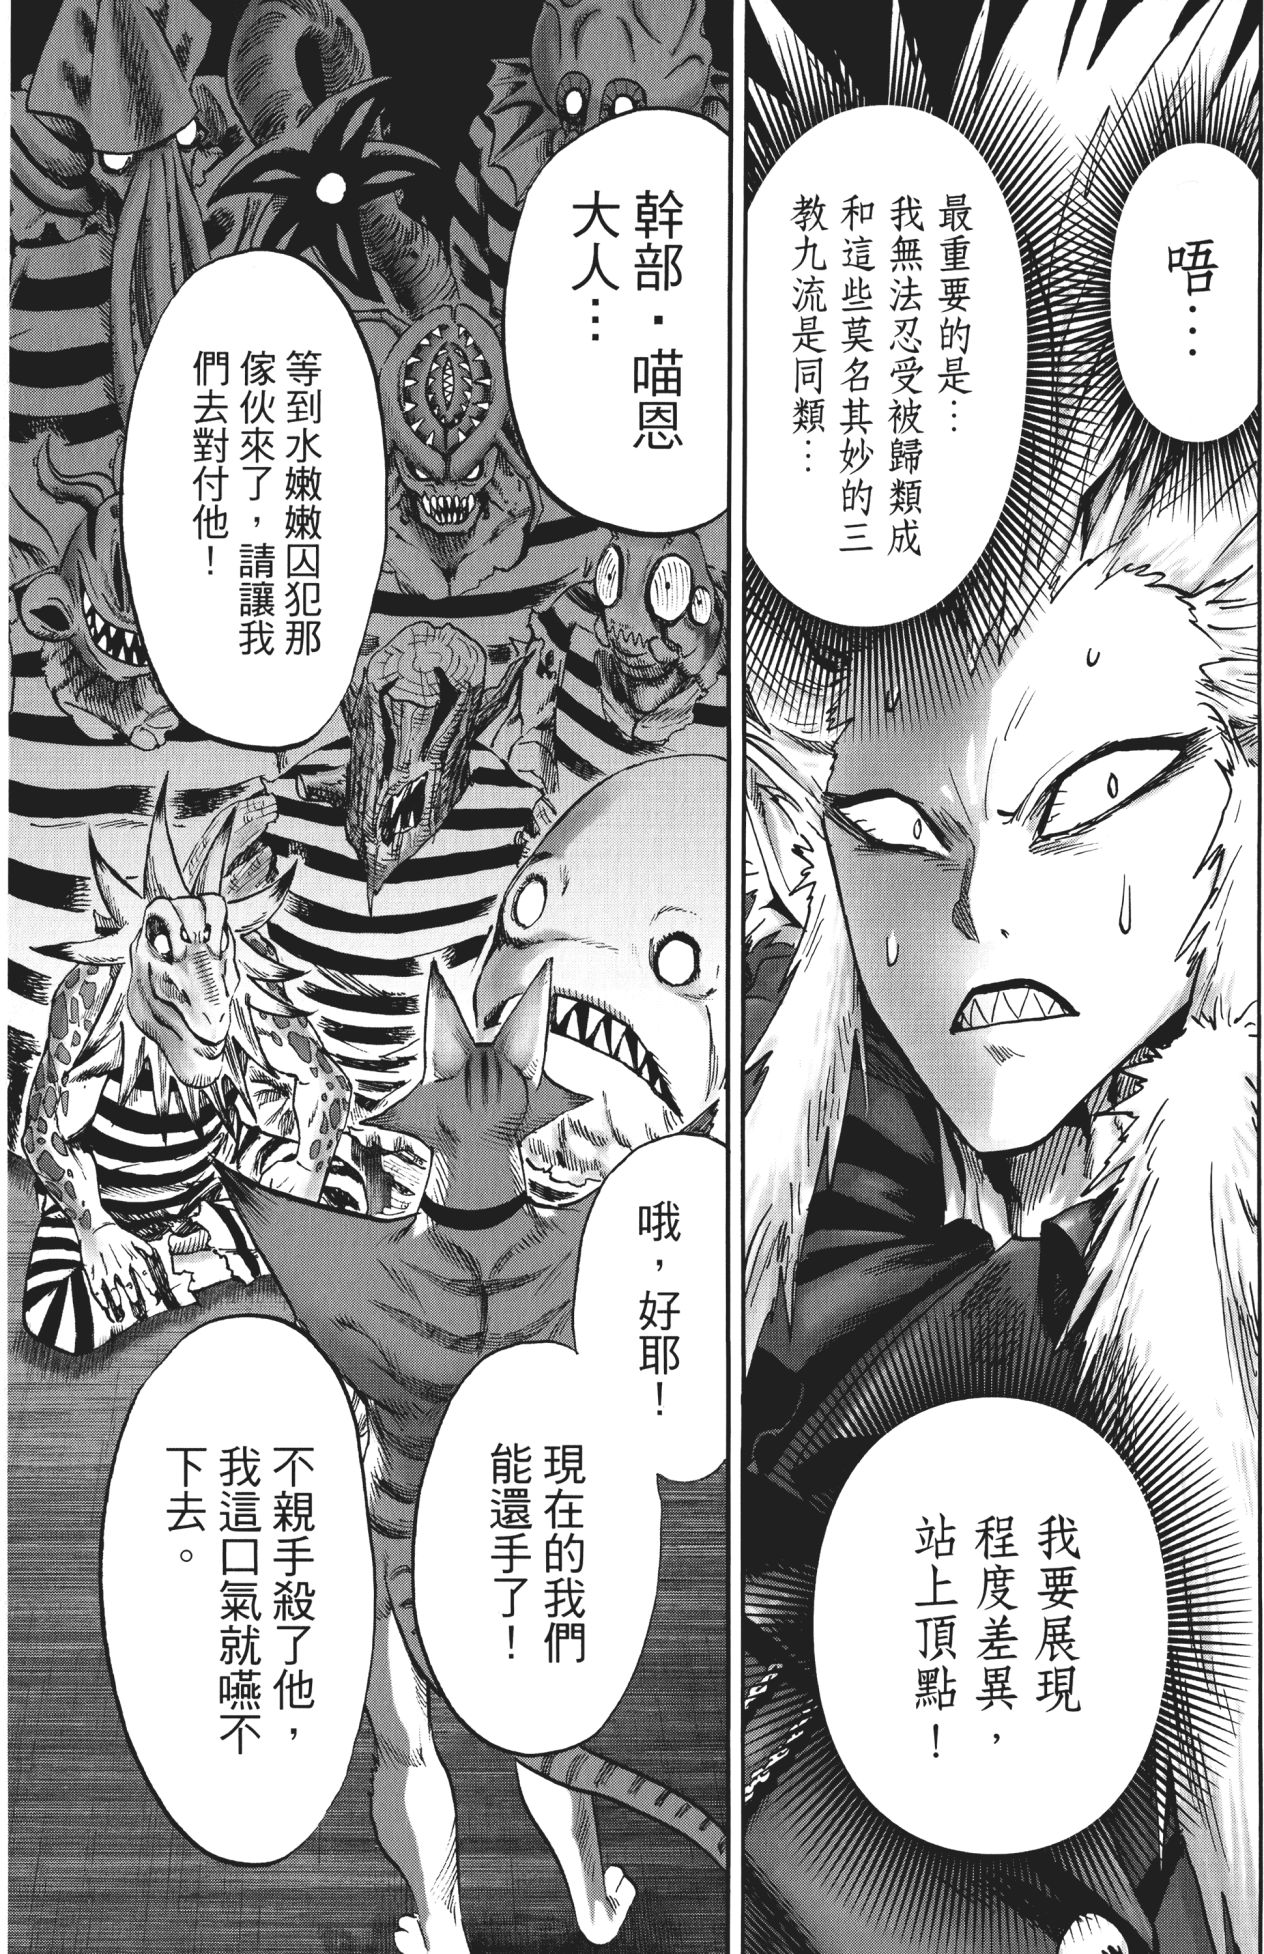 唔…
最重要的是…
我無法忍受被歸類成
和這些莫名其妙的三
教九流是同類…
我要展現
程度差異，
站上頂點！
幹部·喵恩
大人…
等到水嫩嫩囚犯那
傢伙來了，請讓我
們去對付他！
哦，好耶！
現在的我們
能還手了！
不親手殺了他，
我這口氣就嚥不
下去。